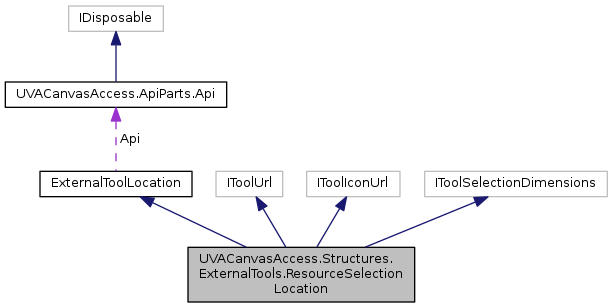 IDisposable
UVACanvasAccess.ApiParts.Api
Api
ExternalToolLocation
IToolUrl
IToolIconUrl
IToolSelectionDimensions
UVACanvasAccess.Structures.
ExternalTools.ResourceSelection
Location